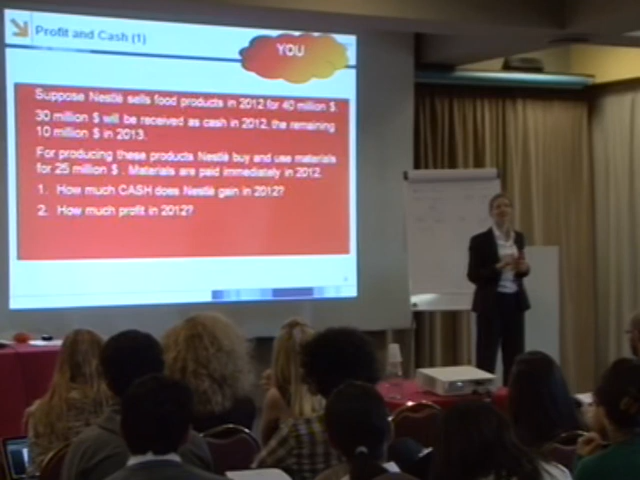 Profit and Cash (1)
YOU
Suppose Nestlé sells food products in 2012 for 40 million $.
30 million $ will be received as cash in 2012, the remaining
10 million $ in 2013.
For producing these products Nestlé buy and use materials
for 25 million $ . Materials are paid immediately in 2012.
1. How much CASH does Nestlé gain in 2012?
2. How much profit in 2012?